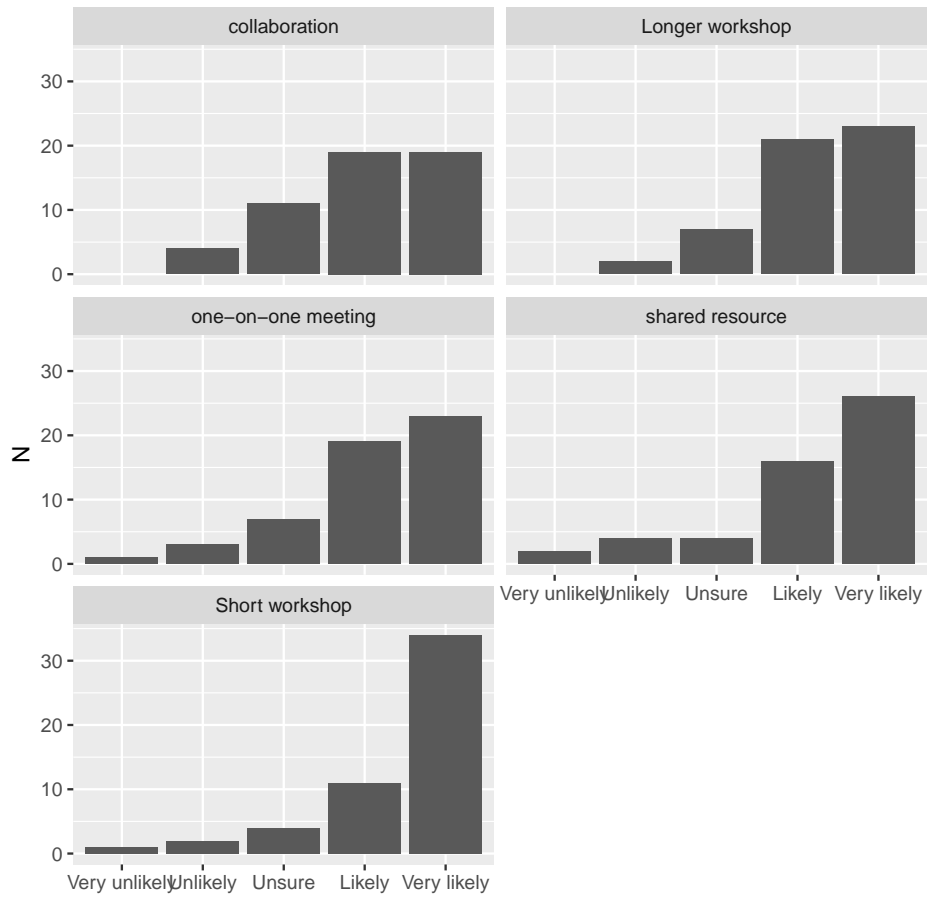 collaboration
Longer workshop
30
20
10
0
one−on−one meeting
shared resource
30
20
10
0
N
Very unlikely Unlikely Unsure Likely Very likely
Short workshop
30
20
10
0
Very unlikely Unlikely Unsure Likely Very likely